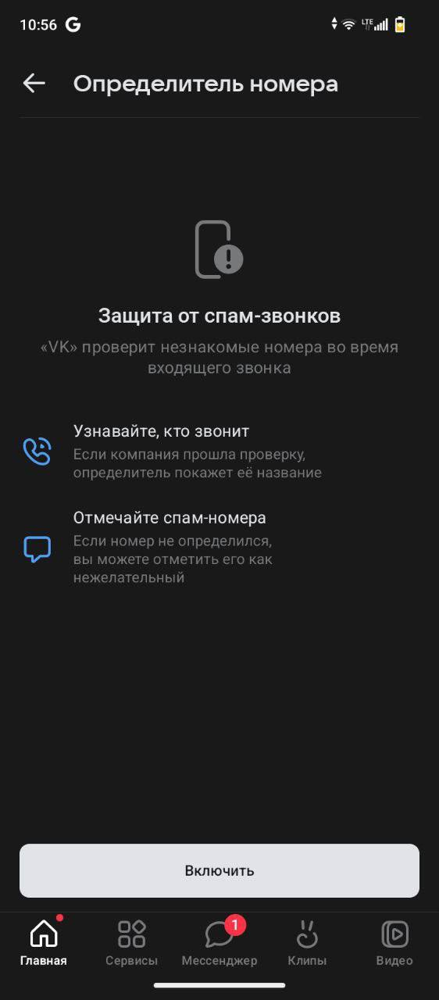 10:56 G LTE
Определитель номера
Защита от спам-звонков
«VK» проверит незнакомые номера во время
входящего звонка
Узнавайте, кто звонит
Если компания прошла проверку,
определитель покажет её название
Отмечайте спам-номера
Если номер не определился,
вы можете отметить его как
нежелательный
Включить
1
Главная Сервисы Мессенджер Клипы Видео